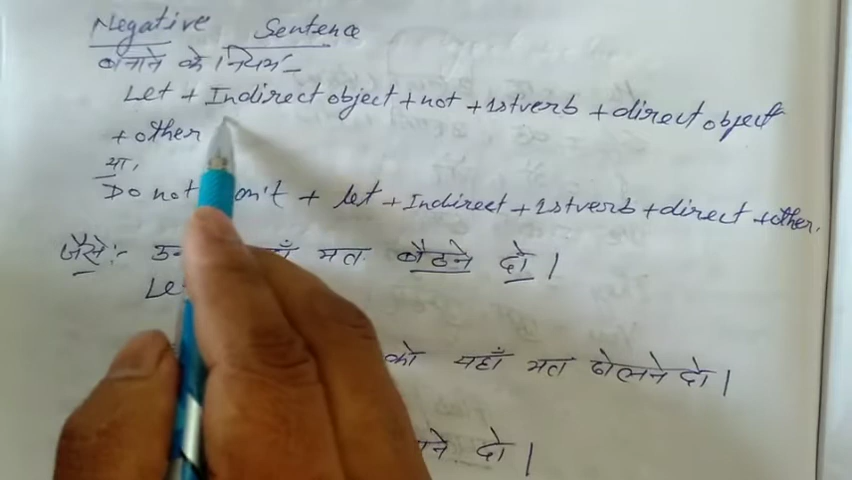 Negative Sentence
बनाने के नियम:-
Let + Indirect object + not + 1st verb + direct object
+ other
या,
Do not on't + let + Indirect + 1st verb + direct + other.
जैसे:- मत बैठने दो।
Le
को यहाँ मत बोलने दो।
दो।